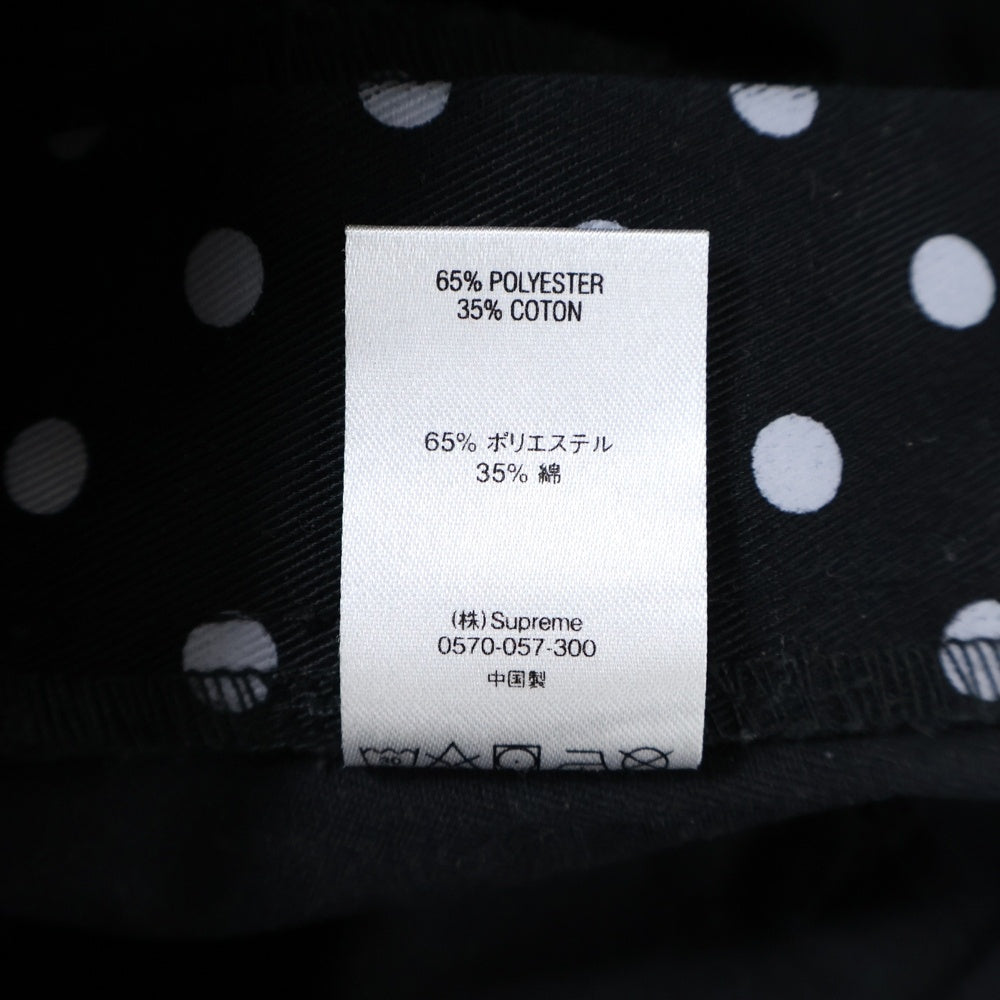 65% POLYESTER
35% COTON
65% ポリエステル
35% 綿
(株)Supreme
0570-057-300
中国製